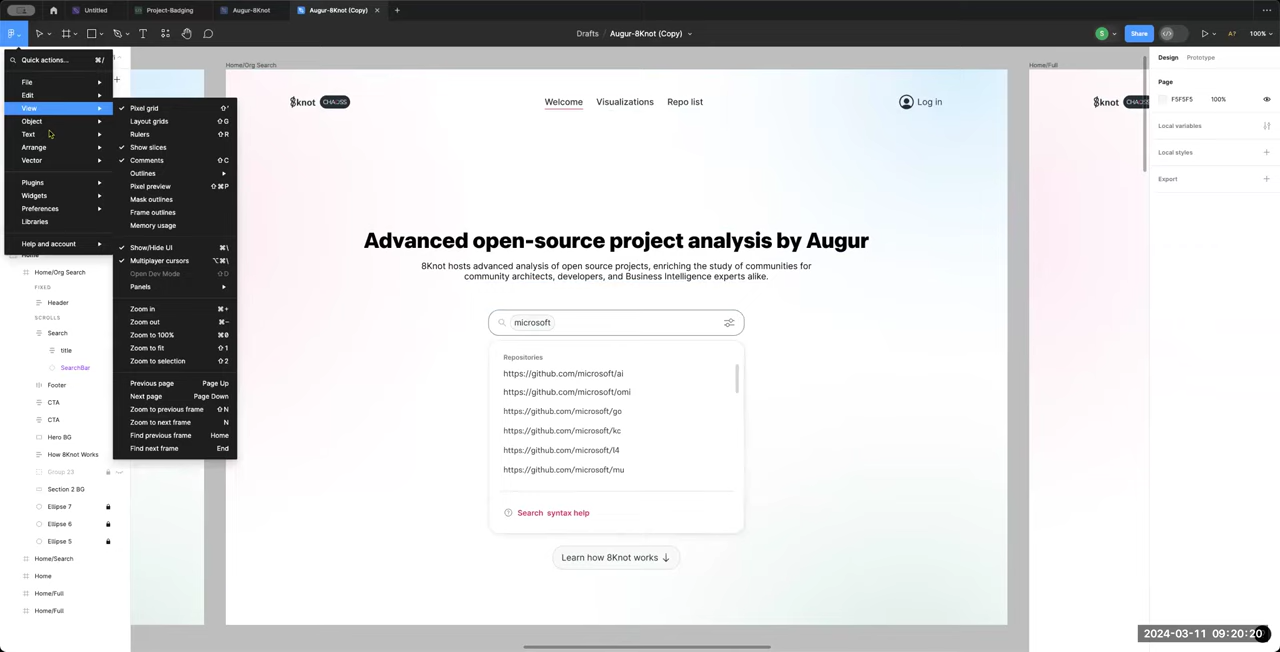 Untitled
Project-Badging
Augur-8Knot
Augur-8Knot (Copy)
Drafts / Augur-8Knot (Copy)
S
Share
A?
100%
Quick actions... ⌘/
File
Edit
View
Object
Text
Arrange
Vector
Plugins
Widgets
Preferences
Libraries
Help and account
Pixel grid ⇧'
Layout grids ⇧G
Rulers ⇧R
Show slices
Comments ⇧C
Outlines
Pixel preview ⇧⌘P
Mask outlines
Frame outlines
Memory usage
Show/Hide UI ⌘\
Multiplayer cursors ⌥⌘\
Open Dev Mode ⇧D
Panels
Zoom in ⌘+
Zoom out ⌘−
Zoom to 100% ⌘0
Zoom to fit ⇧1
Zoom to selection ⇧2
Previous page Page Up
Next page Page Down
Zoom to previous frame ⇧N
Zoom to next frame N
Find previous frame Home
Find next frame End
Home
Home/Org Search
FIXED
Header
SCROLLS
Search
title
SearchBar
Footer
CTA
CTA
Hero BG
How 8Knot Works
Group 23
Section 2 BG
Ellipse 7
Ellipse 6
Ellipse 5
Home/Search
Home
Home/Full
Home/Full
Home/Org Search
8knot CHAOSS
Welcome Visualizations Repo list
Log in
Advanced open-source project analysis by Augur
8Knot hosts advanced analysis of open source projects, enriching the study of communities for
community architects, developers, and Business Intelligence experts alike.
microsoft
Repositories
https://github.com/microsoft/ai
https://github.com/microsoft/omi
https://github.com/microsoft/go
https://github.com/microsoft/kc
https://github.com/microsoft/l4
https://github.com/microsoft/mu
Search syntax help
Learn how 8Knot works ↓
Home/Full
8knot
Design Prototype
Page
F5F5F5 100%
Local variables
Local styles
Export
2024-03-11 09:20:20